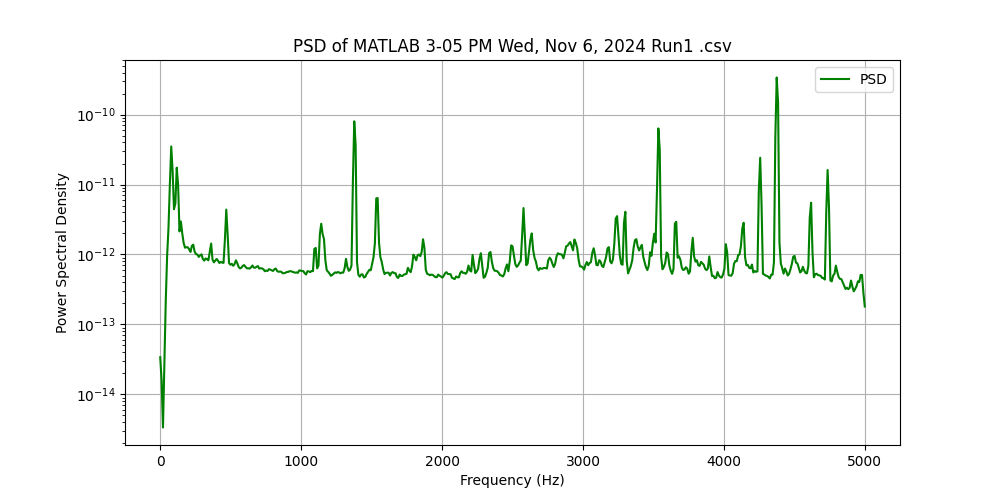 PSD of MATLAB 3-05 PM Wed, Nov 6, 2024 Run1 .csv
PSD
Power Spectral Density
10⁻¹⁰
10⁻¹¹
10⁻¹²
10⁻¹³
10⁻¹⁴
0 1000 2000 3000 4000 5000
Frequency (Hz)